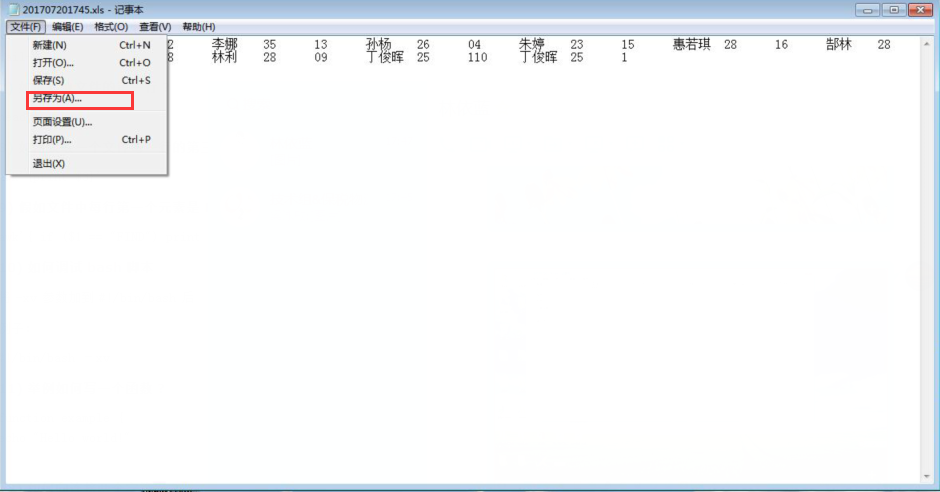 201707201745.xls - 记事本
文件(F) 编辑(E) 格式(O) 查看(V) 帮助(H)
2 李娜 35 13 孙杨 26 04 朱婷 23 15 惠若琪 28 16 郜林 28
8 林利 28 09 丁俊晖 25 110 丁俊晖 25 1
新建(N) Ctrl+N
打开(O)... Ctrl+O
保存(S) Ctrl+S
另存为(A)...
页面设置(U)...
打印(P)... Ctrl+P
退出(X)